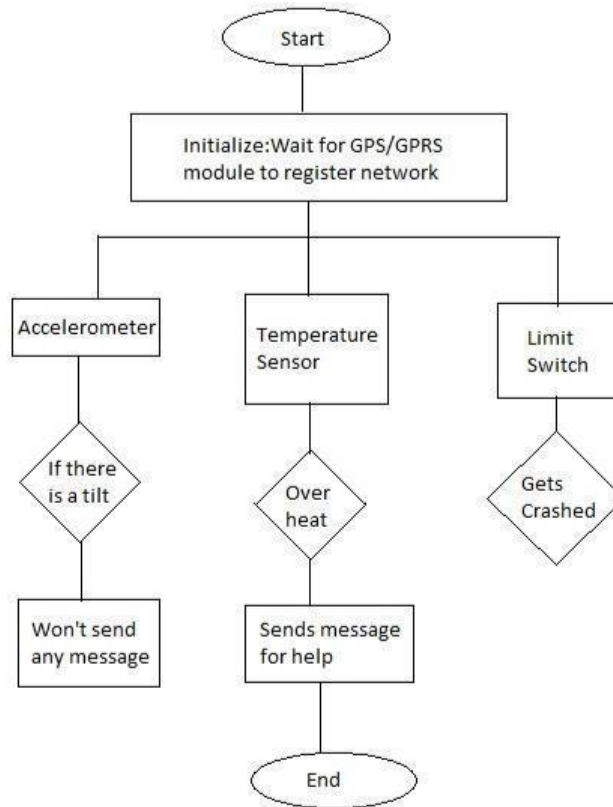 Start
Initialize:Wait for GPS/GPRS
module to register network
Accelerometer
Temperature
Sensor
Limit
Switch
If there
is a tilt
Over
heat
Gets
Crashed
Won't send
any message
Sends message
for help
End